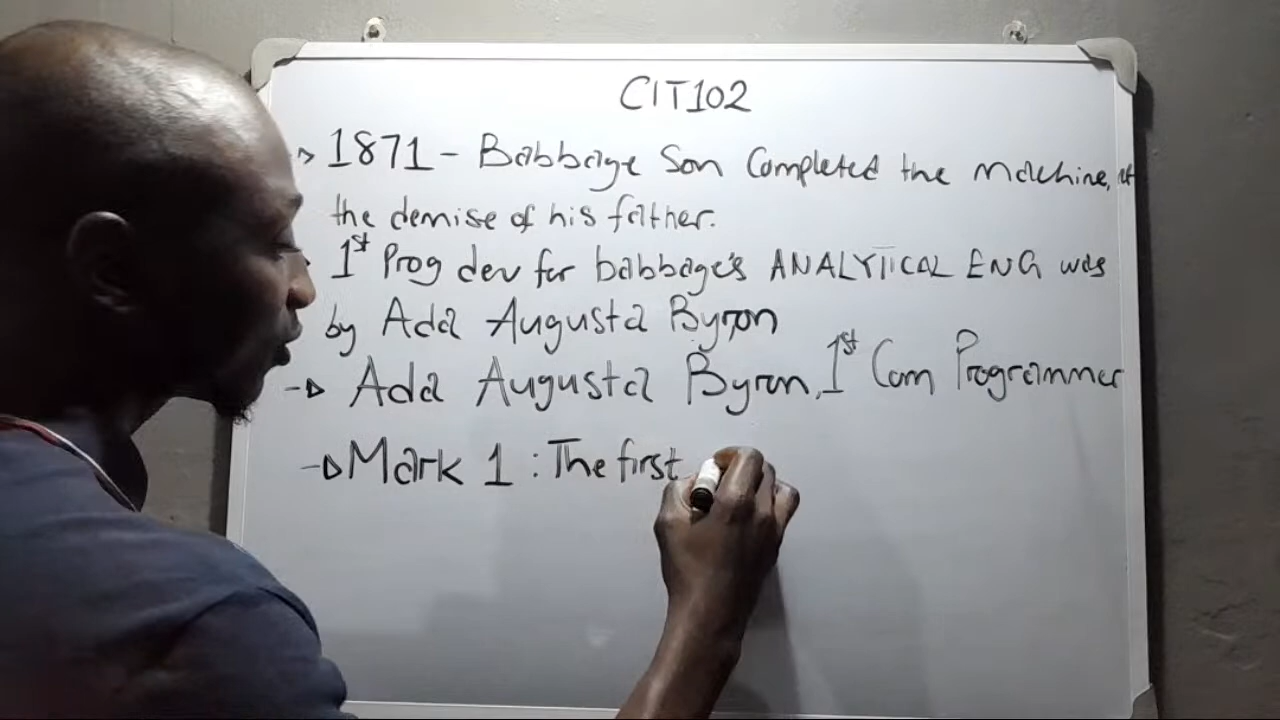 CIT102
1871 - Babbage Son Completed the machine, at
the demise of his father.
1st Prog dev for babbage's ANALYTICAL ENG was
by Ada Augusta Byron
Ada Augusta Byron, 1st Com Programmer
Mark 1 : The first